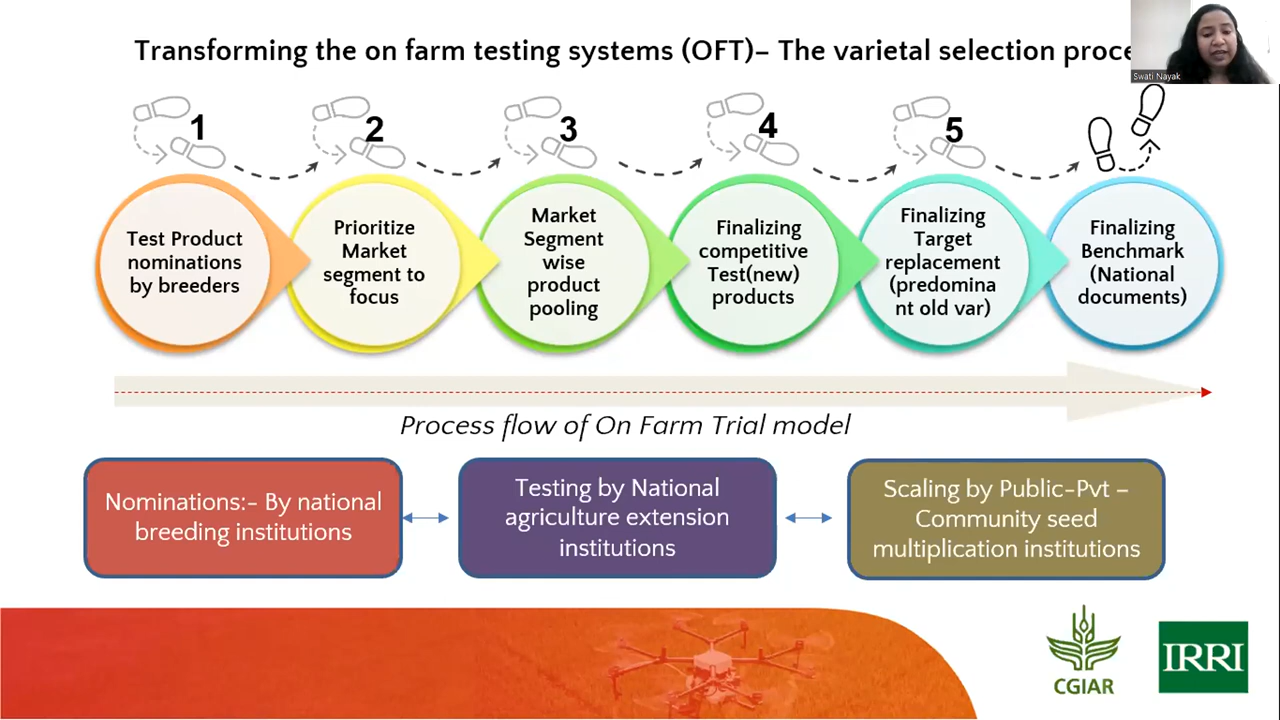 Transforming the on farm testing systems (OFT)– The varietal selection proce
Swati Nayak
1
2
3
4
5
Test Product
nominations
by breeders
Prioritize
Market
segment to
focus
Market
Segment
wise
product
pooling
Finalizing
competitive
Test(new)
products
Finalizing
Target
replacement
(predomina
nt old var)
Finalizing
Benchmark
(National
documents)
Process flow of On Farm Trial model
Nominations:- By national
breeding institutions
Testing by National
agriculture extension
institutions
Scaling by Public-Pvt –
Community seed
multiplication institutions
CGIAR
IRRI